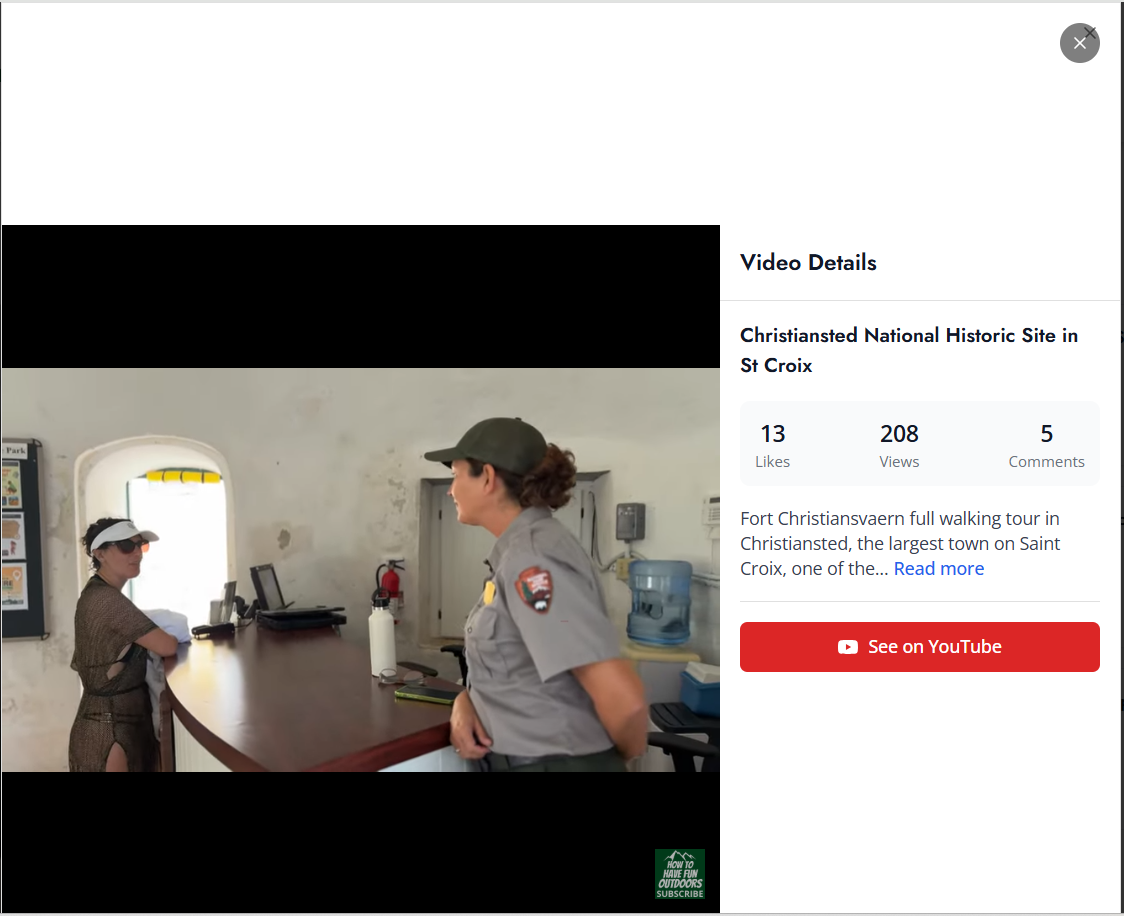 Video Details
Christiansted National Historic Site in
St Croix
13
208
5
Likes
Views
Comments
Fort Christiansvaern full walking tour in
Christiansted, the largest town on Saint
Croix, one of the... Read more
See on YouTube
Park
HOW TO
HAVE FUN
OUTDOORS
SUBSCRIBE